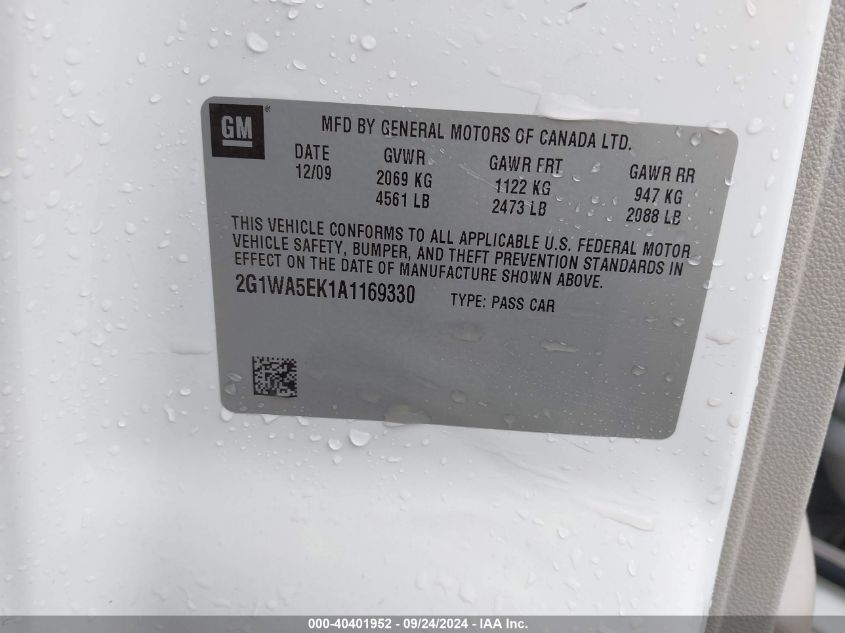 GM
MFD BY GENERAL MOTORS OF CANADA LTD.
DATE GVWR GAWR FRT GAWR RR
12/09 2069 KG 1122 KG 947 KG
4561 LB 2473 LB 2088 LB
THIS VEHICLE CONFORMS TO ALL APPLICABLE U.S. FEDERAL MOTOR
VEHICLE SAFETY, BUMPER, AND THEFT PREVENTION STANDARDS IN
EFFECT ON THE DATE OF MANUFACTURE SHOWN ABOVE.
2G1WA5EK1A1169330 TYPE: PASS CAR
000-40401952 - 09/24/2024 - IAA Inc.